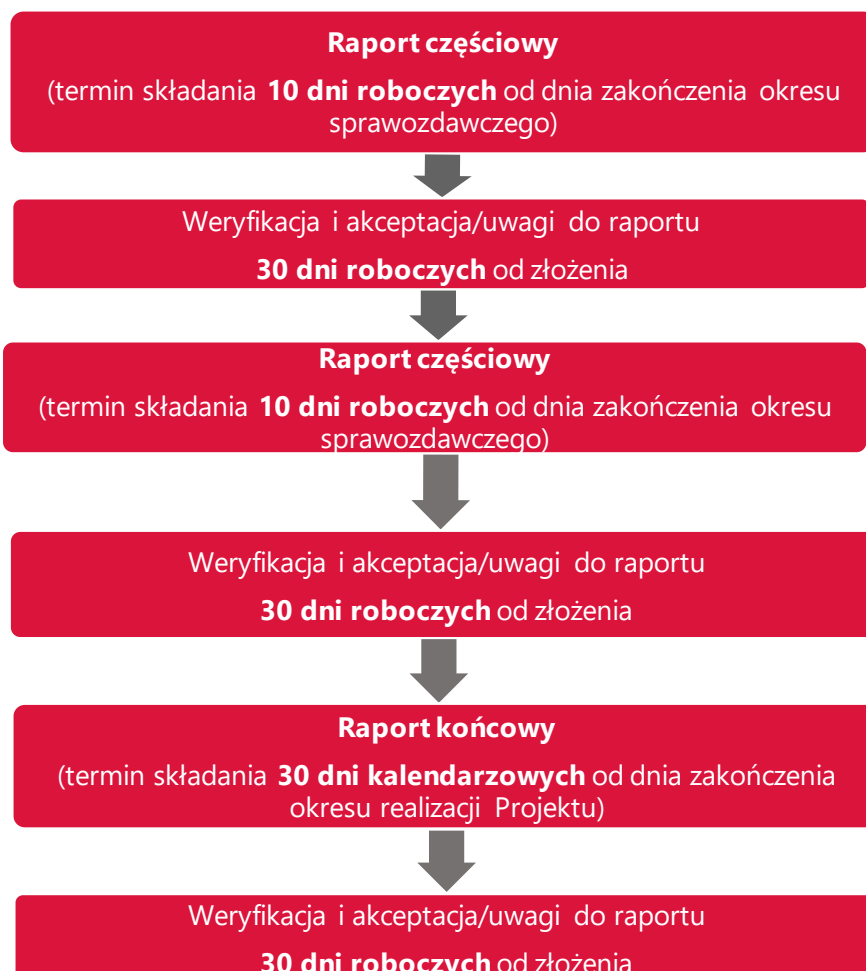 Raport częściowy
(termin składania 10 dni roboczych od dnia zakończenia okresu
sprawozdawczego)
Weryfikacja i akceptacja/uwagi do raportu
30 dni roboczych od złożenia
Raport częściowy
(termin składania 10 dni roboczych od dnia zakończenia okresu
sprawozdawczego)
Weryfikacja i akceptacja/uwagi do raportu
30 dni roboczych od złożenia
Raport końcowy
(termin składania 30 dni kalendarzowych od dnia zakończenia
okresu realizacji Projektu)
Weryfikacja i akceptacja/uwagi do raportu
30 dni roboczych od złożenia